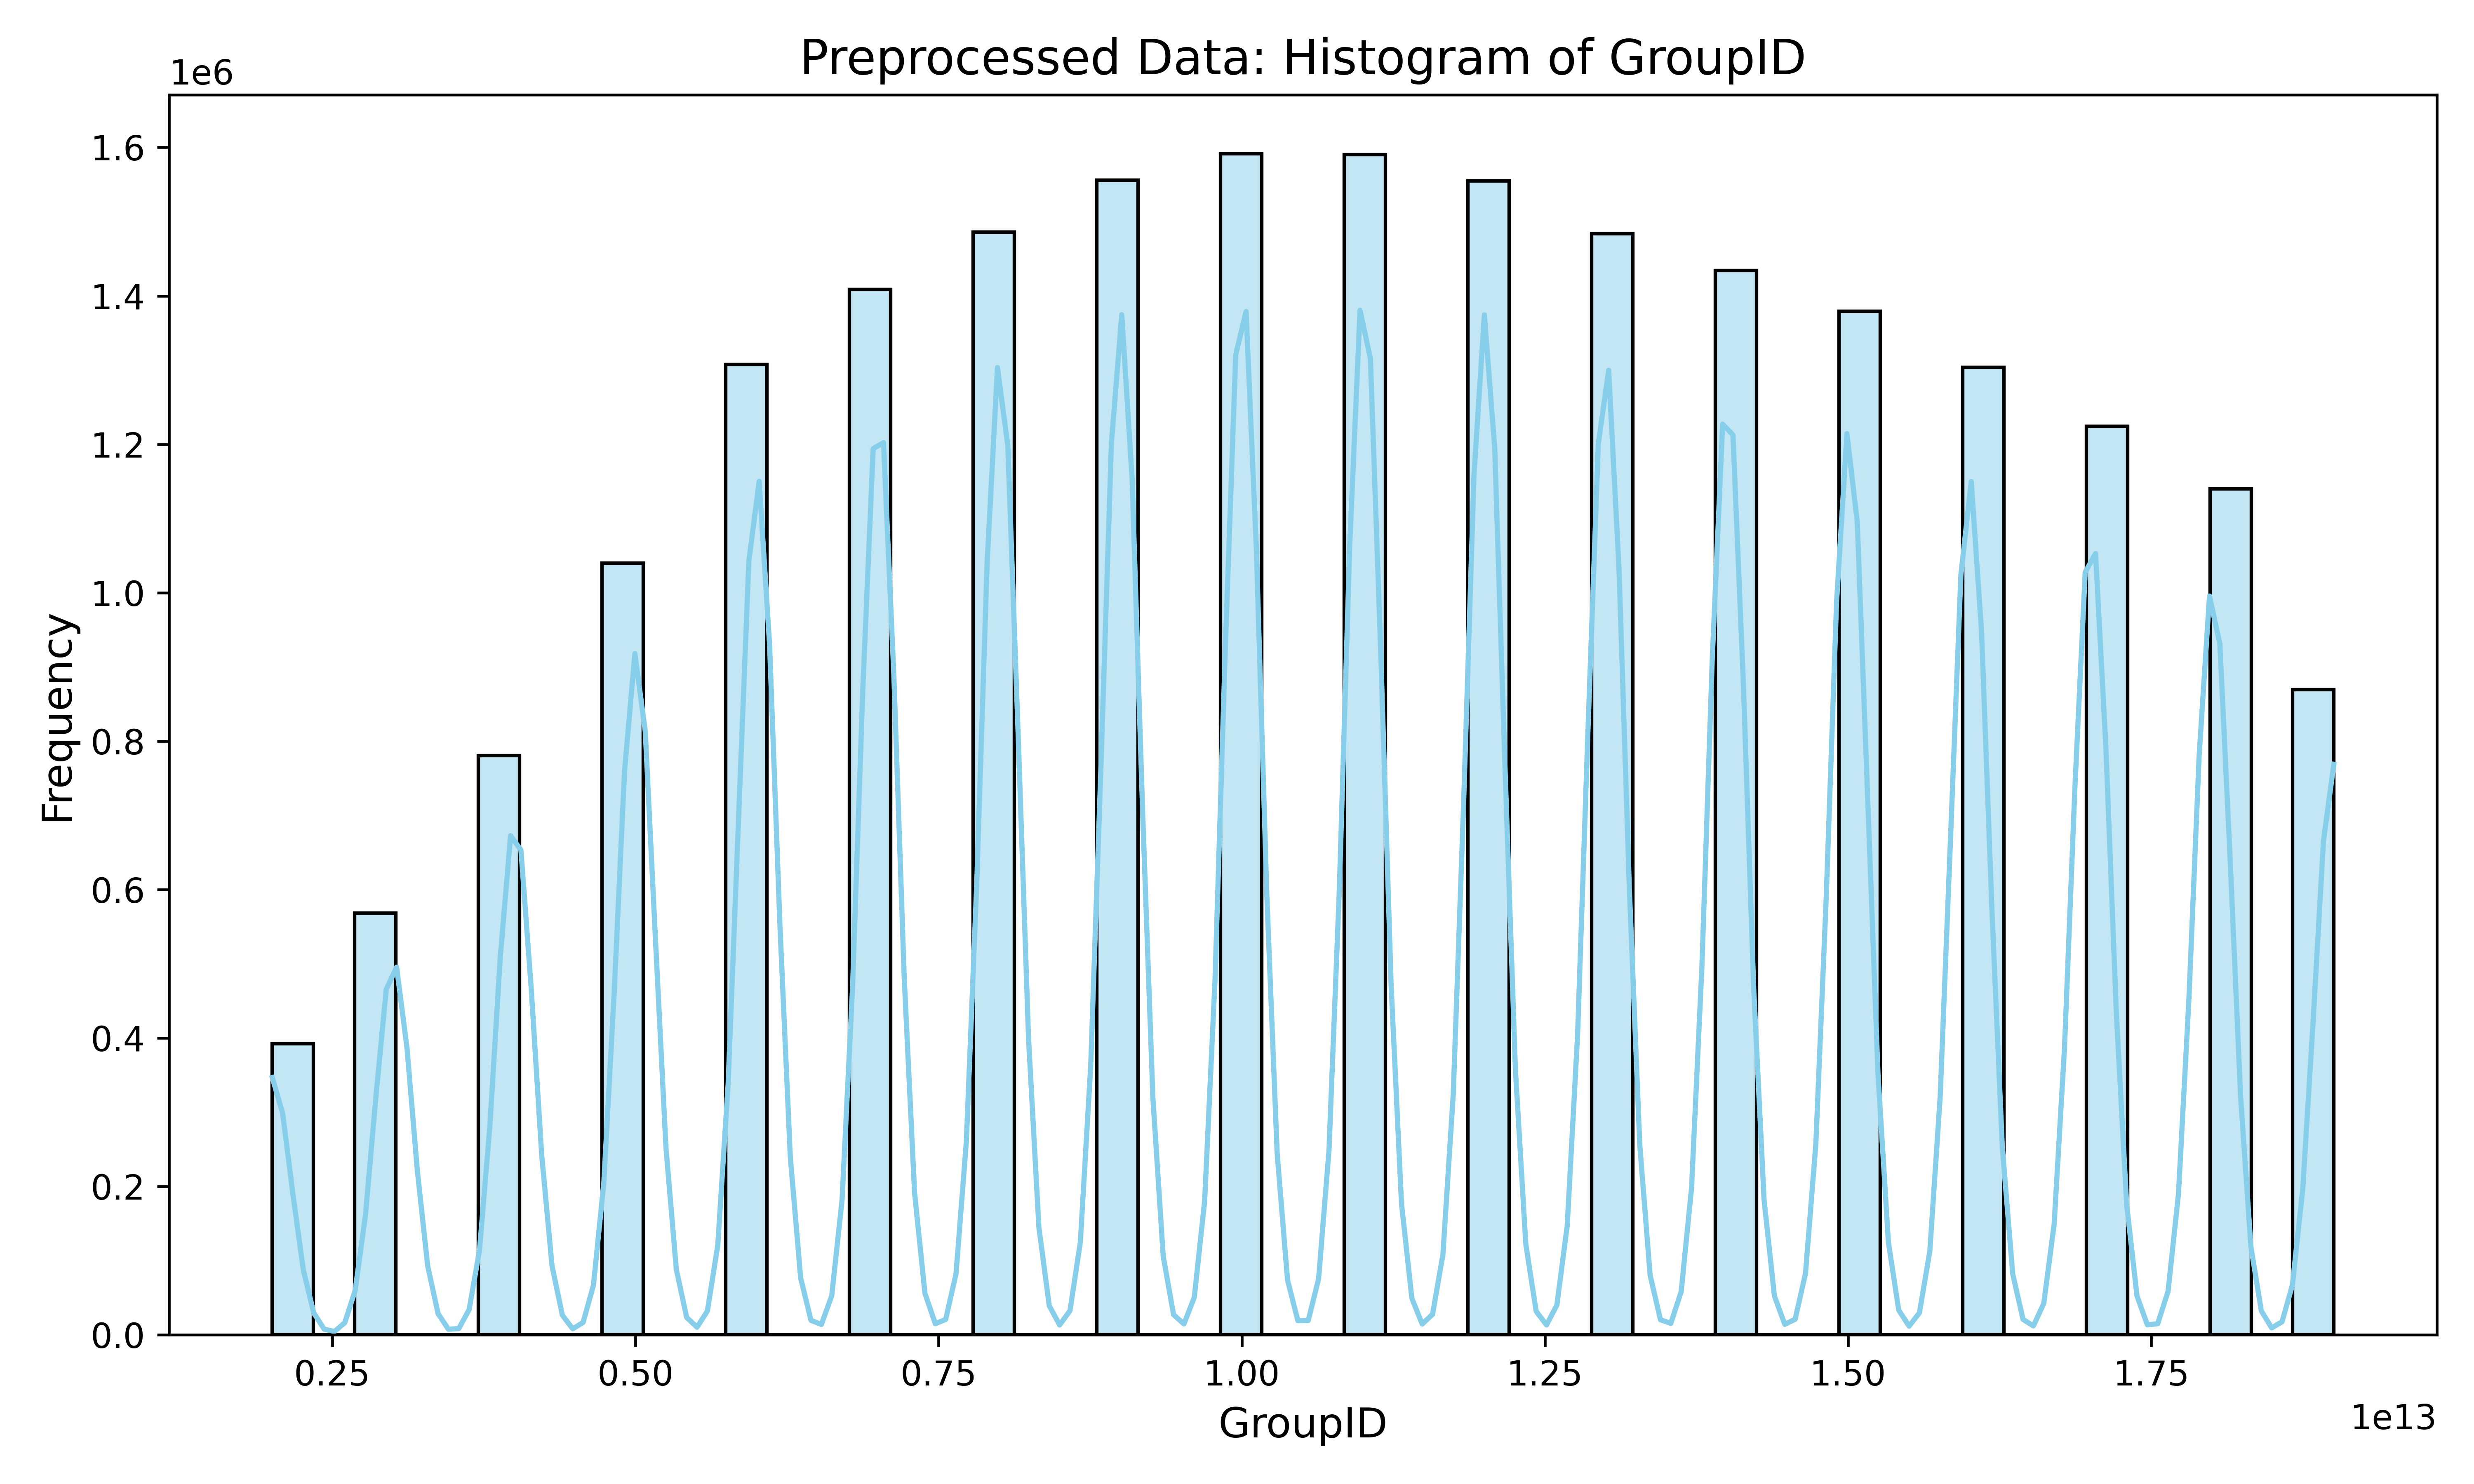 Preprocessed Data: Histogram of GroupID
1e6
1.6
1.4
1.2
1.0
0.8
0.6
0.4
0.2
0.0
Frequency
0.25 0.50 0.75 1.00 1.25 1.50 1.75
1e13
GroupID